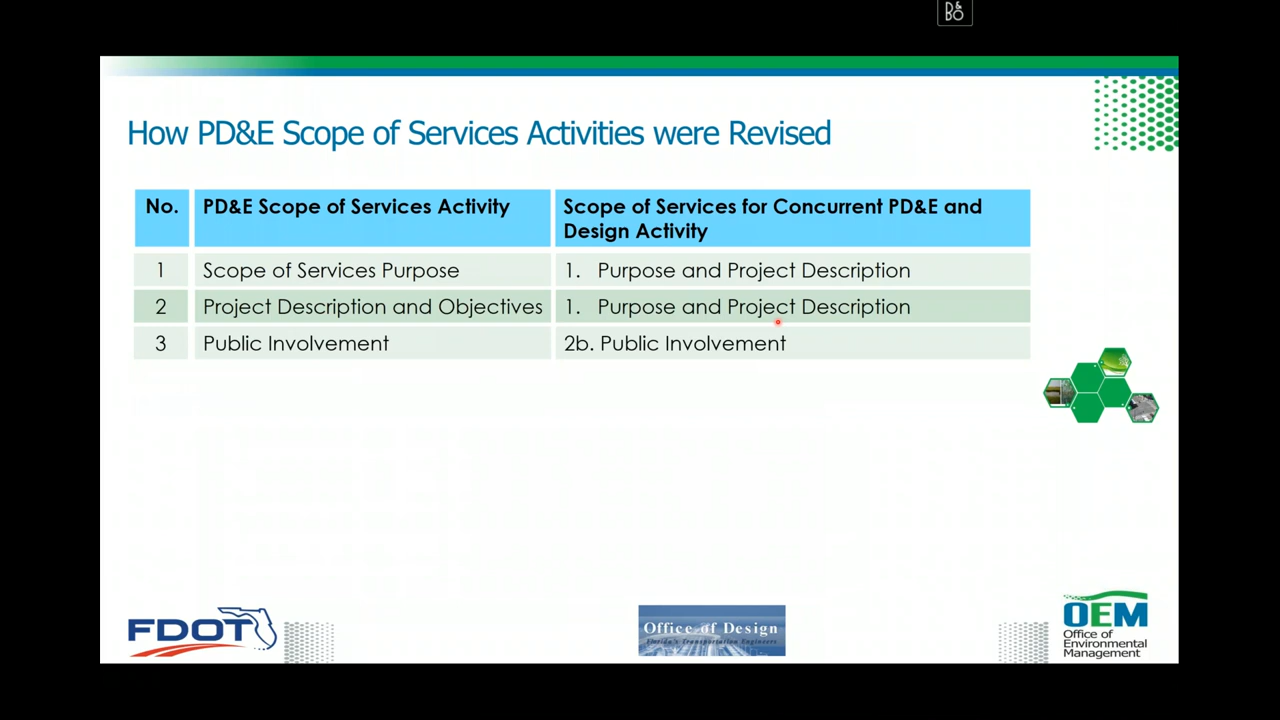 B&O
How PD&E Scope of Services Activities were Revised
No. PD&E Scope of Services Activity Scope of Services for Concurrent PD&E and
Design Activity
1 Scope of Services Purpose 1. Purpose and Project Description
2 Project Description and Objectives 1. Purpose and Project Description
3 Public Involvement 2b. Public Involvement
FDOT
Office of Design
Florida's Transportation Engineers
OEM
Office of
Environmental
Management